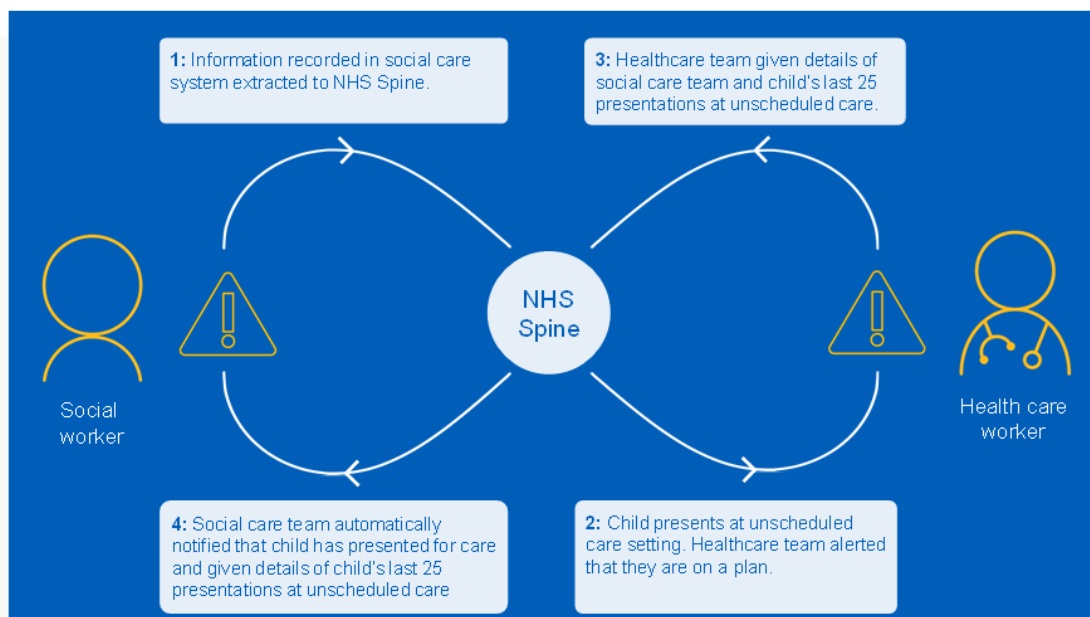 1: Information recorded in social care
system extracted to NHS Spine.
3: Healthcare team given details of
social care team and child's last 25
presentations at unscheduled care.
NHS
Spine
Social
worker
Health care
worker
4: Social care team automatically
notified that child has presented for care
and given details of child's last 25
presentations at unscheduled care
2: Child presents at unscheduled
care setting. Healthcare team alerted
that they are on a plan.